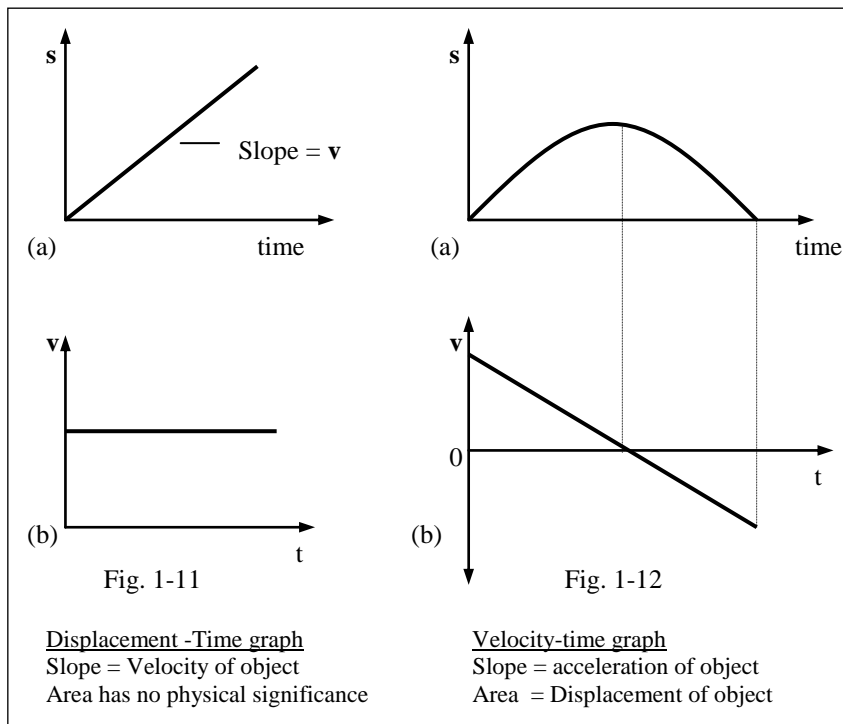 s
Slope = v
(a)
time
v
(b)
t
Fig. 1-11
s
(a)
time
v
0
t
(b)
Fig. 1-12
Displacement -Time graph
Slope = Velocity of object
Area has no physical significance
Velocity-time graph
Slope = acceleration of object
Area = Displacement of object